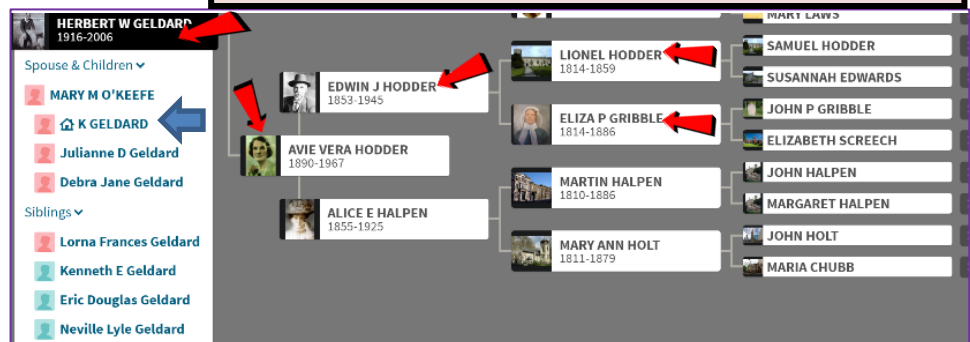 HERBERT W GELDARD
1916-2006
Spouse & Children
MARY M O'KEEFE
K GELDARD
Julianne D Geldard
Debra Jane Geldard
Siblings
Lorna Frances Geldard
Kenneth E Geldard
Eric Douglas Geldard
Neville Lyle Geldard
AVIE VERA HODDER
1890-1967
EDWIN J HODDER
1853-1945
ALICE E HALPEN
1855-1925
LIONEL HODDER
1814-1859
ELIZA P GRIBBLE
1814-1886
MARTIN HALPEN
1810-1886
MARY ANN HOLT
1811-1879
MARY LAWS
SAMUEL HODDER
SUSANNAH EDWARDS
JOHN P GRIBBLE
ELIZABETH SCREECH
JOHN HALPEN
MARGARET HALPEN
JOHN HOLT
MARIA CHUBB